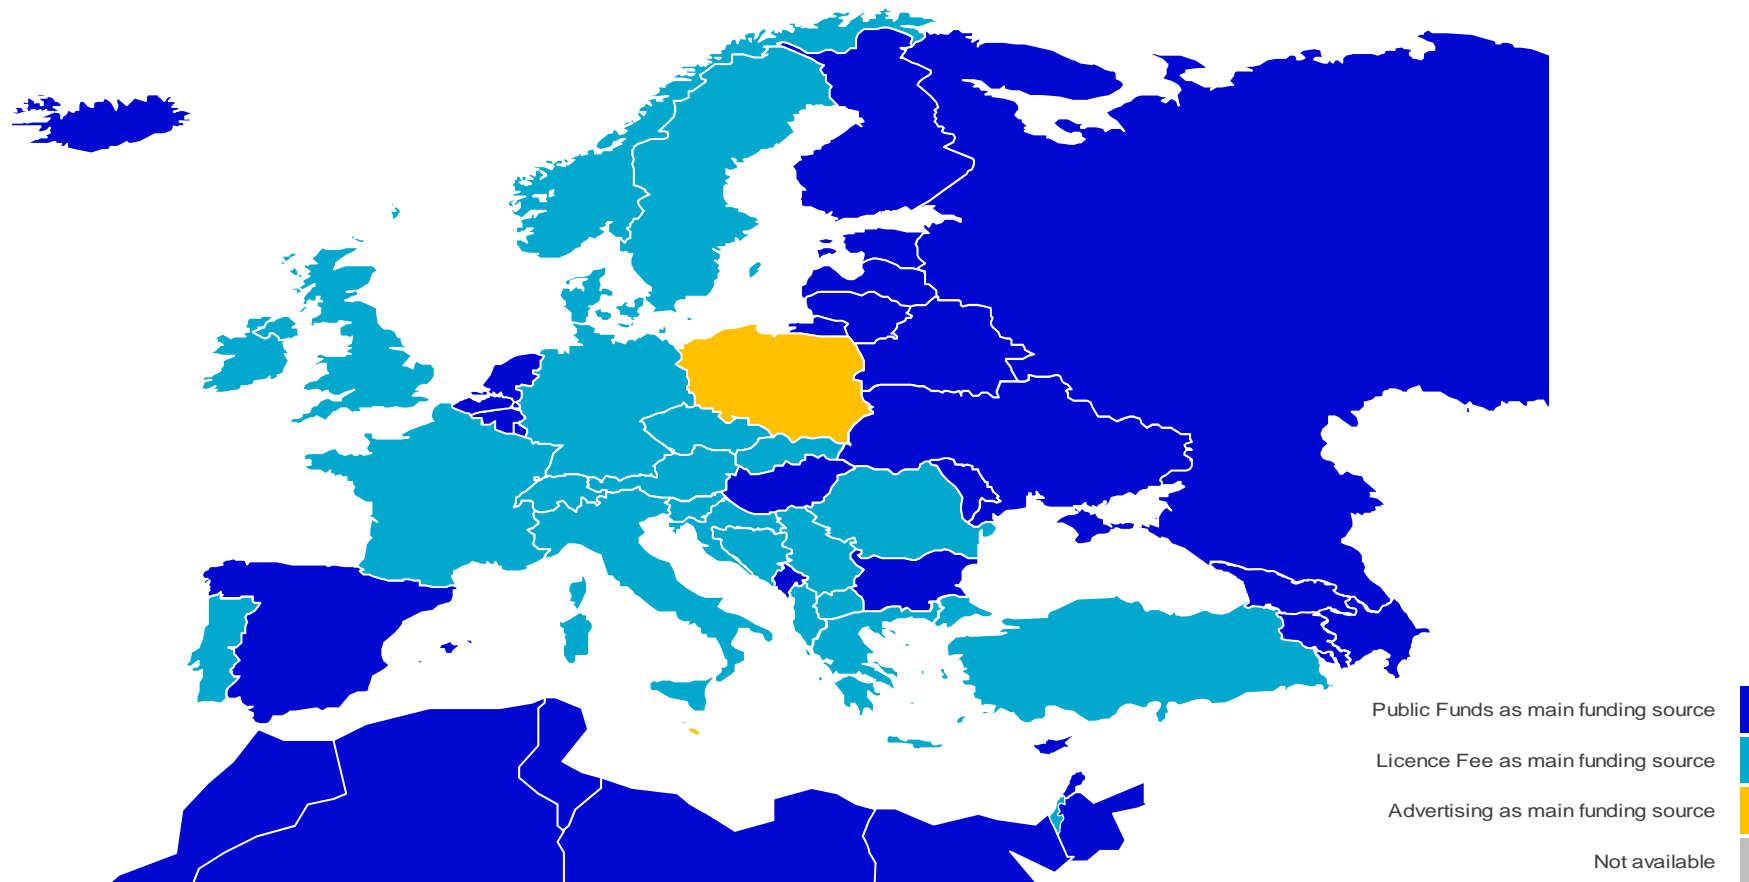 Public Funds as main funding source
Licence Fee as main funding source
Advertising as main funding source
Not available